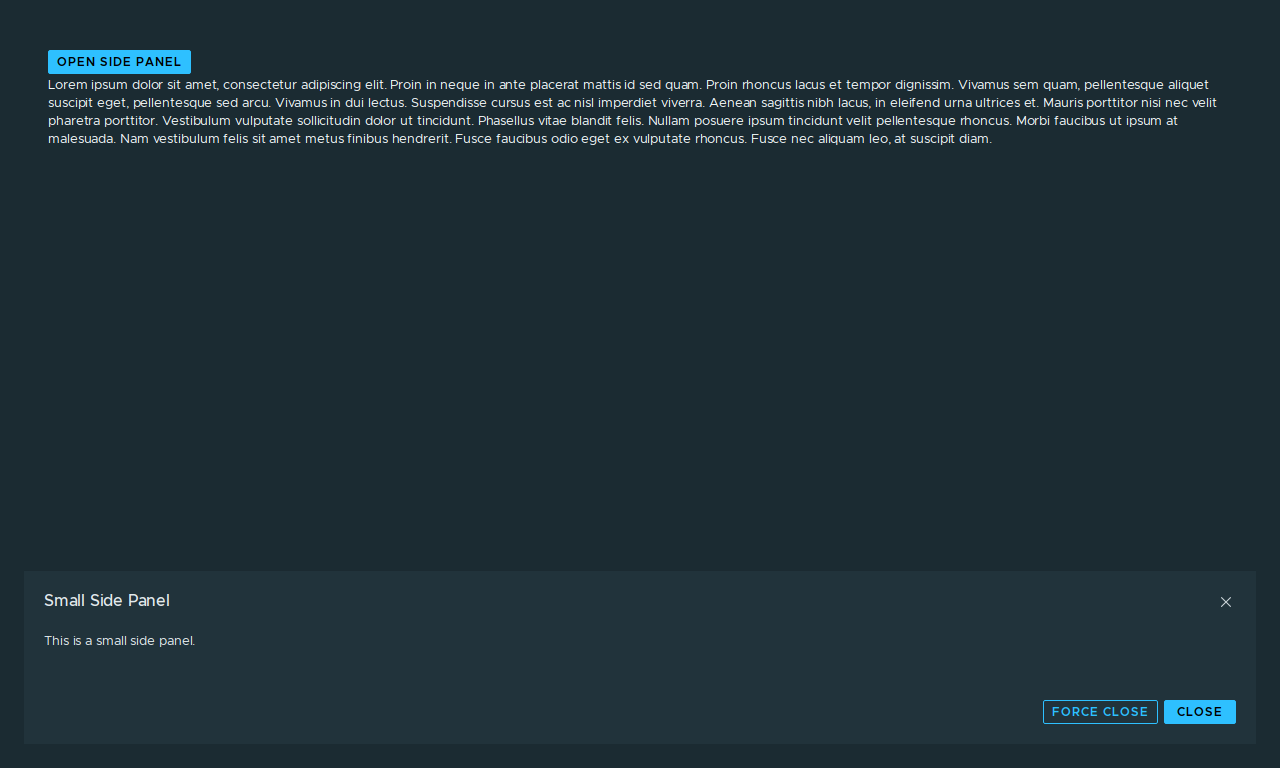 OPEN SIDE PANEL
Lorem ipsum dolor sit amet, consectetur adipiscing elit. Proin in neque in ante placerat mattis id sed quam. Proin rhoncus lacus et tempor dignissim. Vivamus sem quam, pellentesque aliquet
suscipit eget, pellentesque sed arcu. Vivamus in dui lectus. Suspendisse cursus est ac nisl imperdiet viverra. Aenean sagittis nibh lacus, in eleifend urna ultrices et. Mauris porttitor nisi nec velit
pharetra porttitor. Vestibulum vulputate sollicitudin dolor ut tincidunt. Phasellus vitae blandit felis. Nullam posuere ipsum tincidunt velit pellentesque rhoncus. Morbi faucibus ut ipsum at
malesuada. Nam vestibulum felis sit amet metus finibus hendrerit. Fusce faucibus odio eget ex vulputate rhoncus. Fusce nec aliquam leo, at suscipit diam.
Small Side Panel
This is a small side panel.
FORCE CLOSE
CLOSE